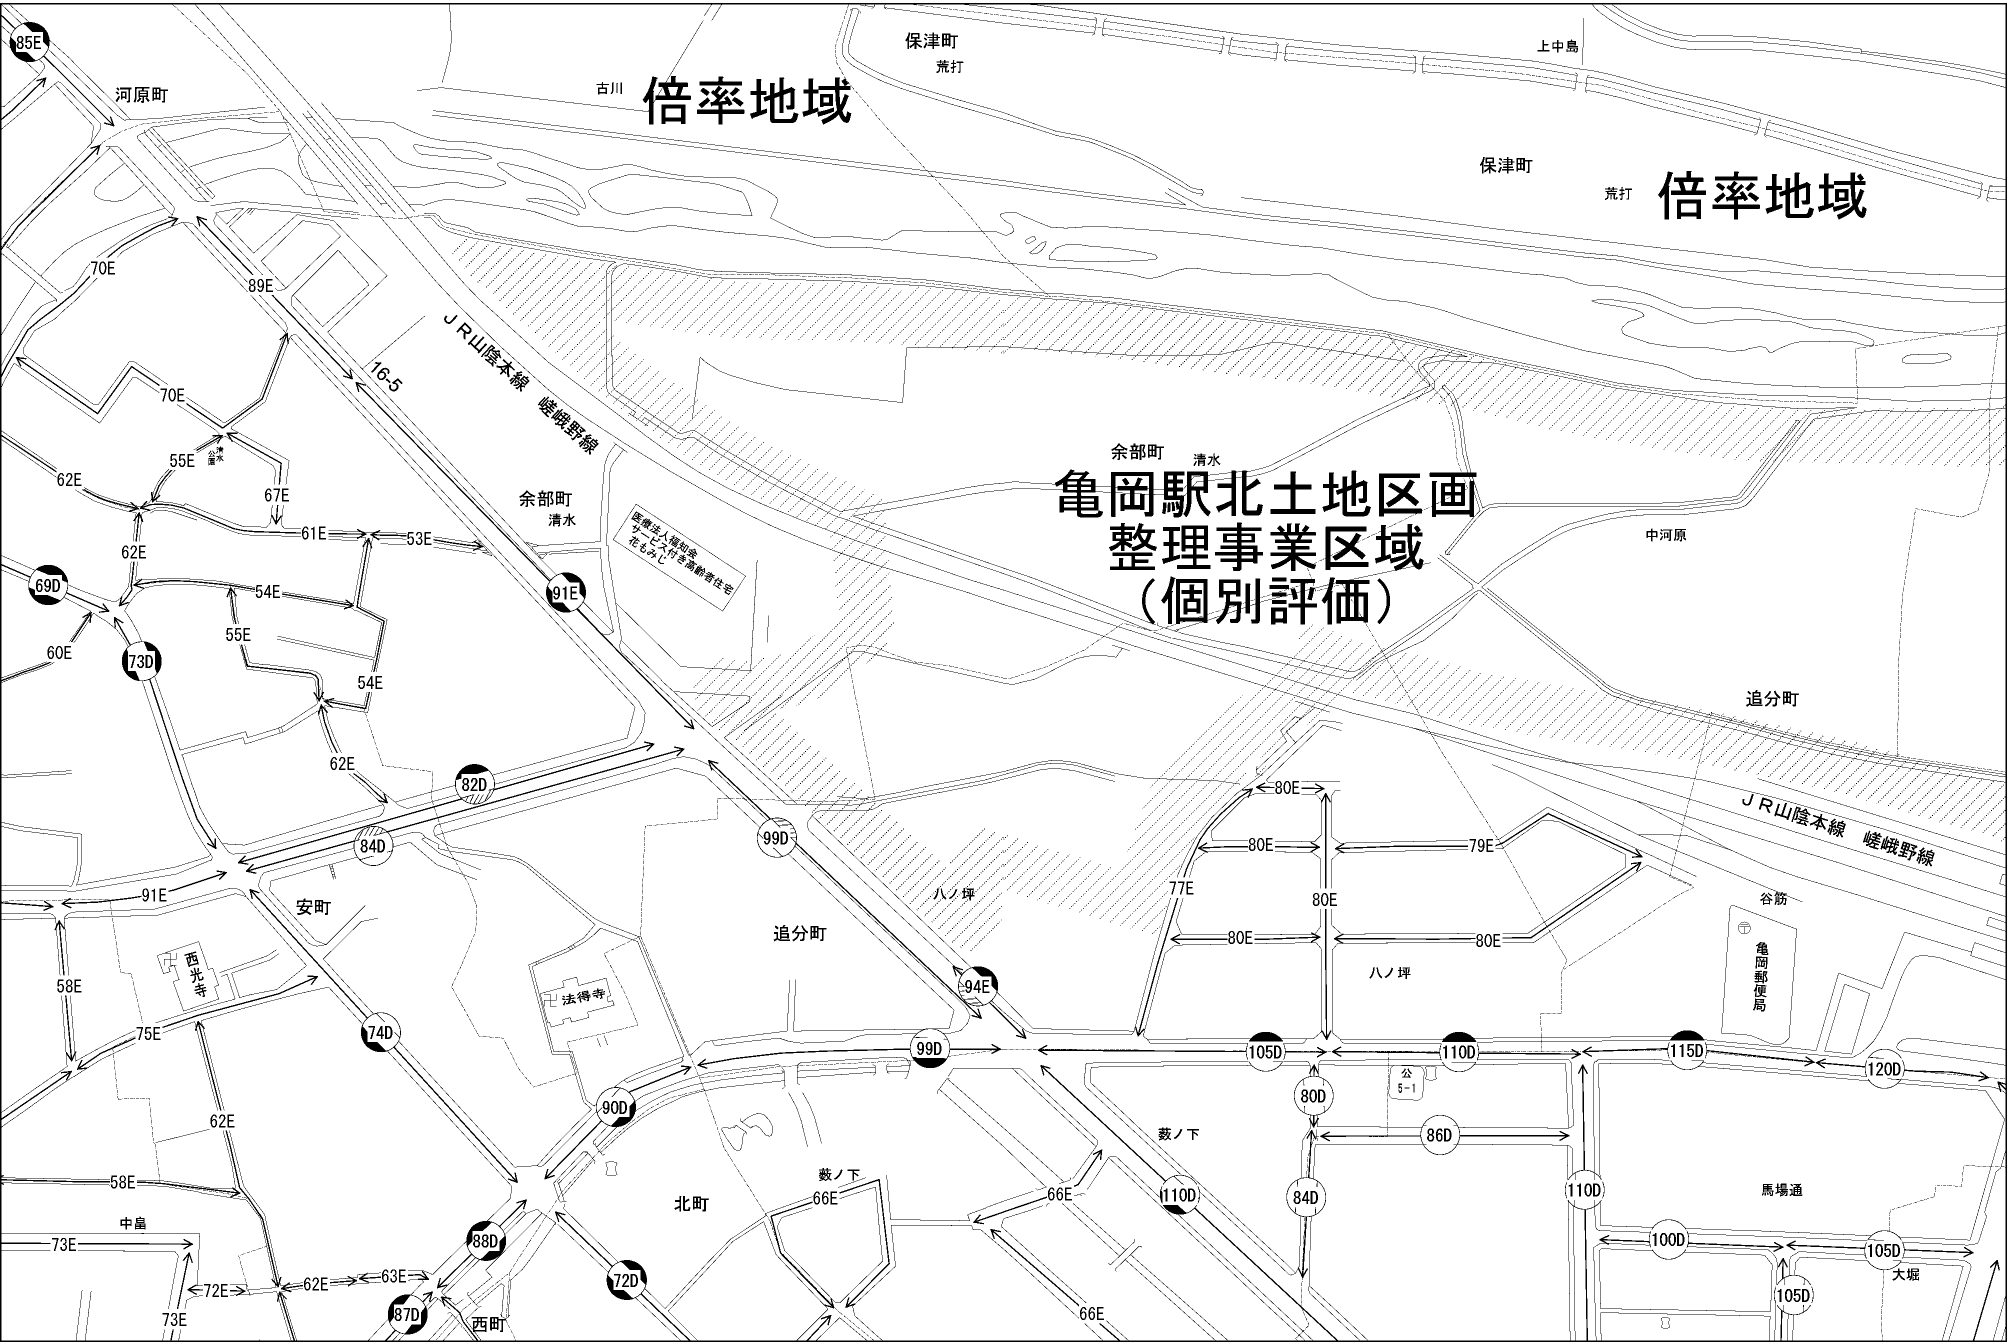 85E
河原町
古川
倍率地域
保津町
荒打
上中島
保津町
荒打
倍率地域
70E
89E
16-5
JR山陰本線 嵯峨野線
70E
55E
清水
公園
62E
67E
61E
53E
62E
余部町
清水
医療法人福知会
サービス付き高齢者住宅
花もみじ
余部町
清水
亀岡駅北土地区画
整理事業区域
(個別評価)
中河原
69D
54E
91E
55E
60E
73D
54E
追分町
62E
82D
84D
99D
80E
80E
79E
JR山陰本線 嵯峨野線
91E
安町
77E
80E
八ノ坪
谷筋
追分町
80E
80E
西光寺
58E
法得寺
94E
八ノ坪
亀岡郵便局
75E
74D
99D
105D
110D
115D
120D
公
5-1
90D
80D
62E
藪ノ下
86D
58E
藪ノ下
66E
66E
110D
84D
110D
馬場通
中畠
北町
73E
88D
100D
105D
72E
62E
63E
72D
大堀
105D
73E
87D
西町
66E